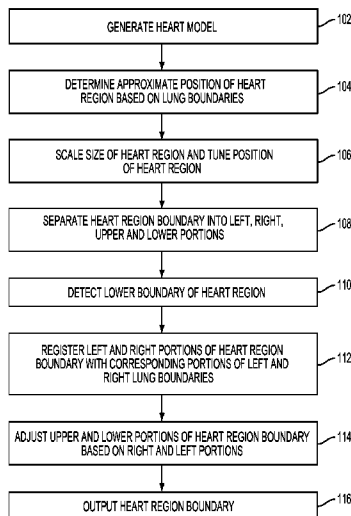 GENERATE HEART MODEL
102
DETERMINE APPROXIMATE POSITION OF HEART
REGION BASED ON LUNG BOUNDARIES
104
SCALE SIZE OF HEART REGION AND TUNE POSITION
OF HEART REGION
106
SEPARATE HEART REGION BOUNDARY INTO LEFT, RIGHT,
UPPER AND LOWER PORTIONS
108
DETECT LOWER BOUNDARY OF HEART REGION
110
REGISTER LEFT AND RIGHT PORTIONS OF HEART REGION
BOUNDARY WITH CORRESPONDING PORTIONS OF LEFT AND
RIGHT LUNG BOUNDARIES
112
ADJUST UPPER AND LOWER PORTIONS OF HEART REGION BOUNDARY
BASED ON RIGHT AND LEFT PORTIONS
114
OUTPUT HEART REGION BOUNDARY
116